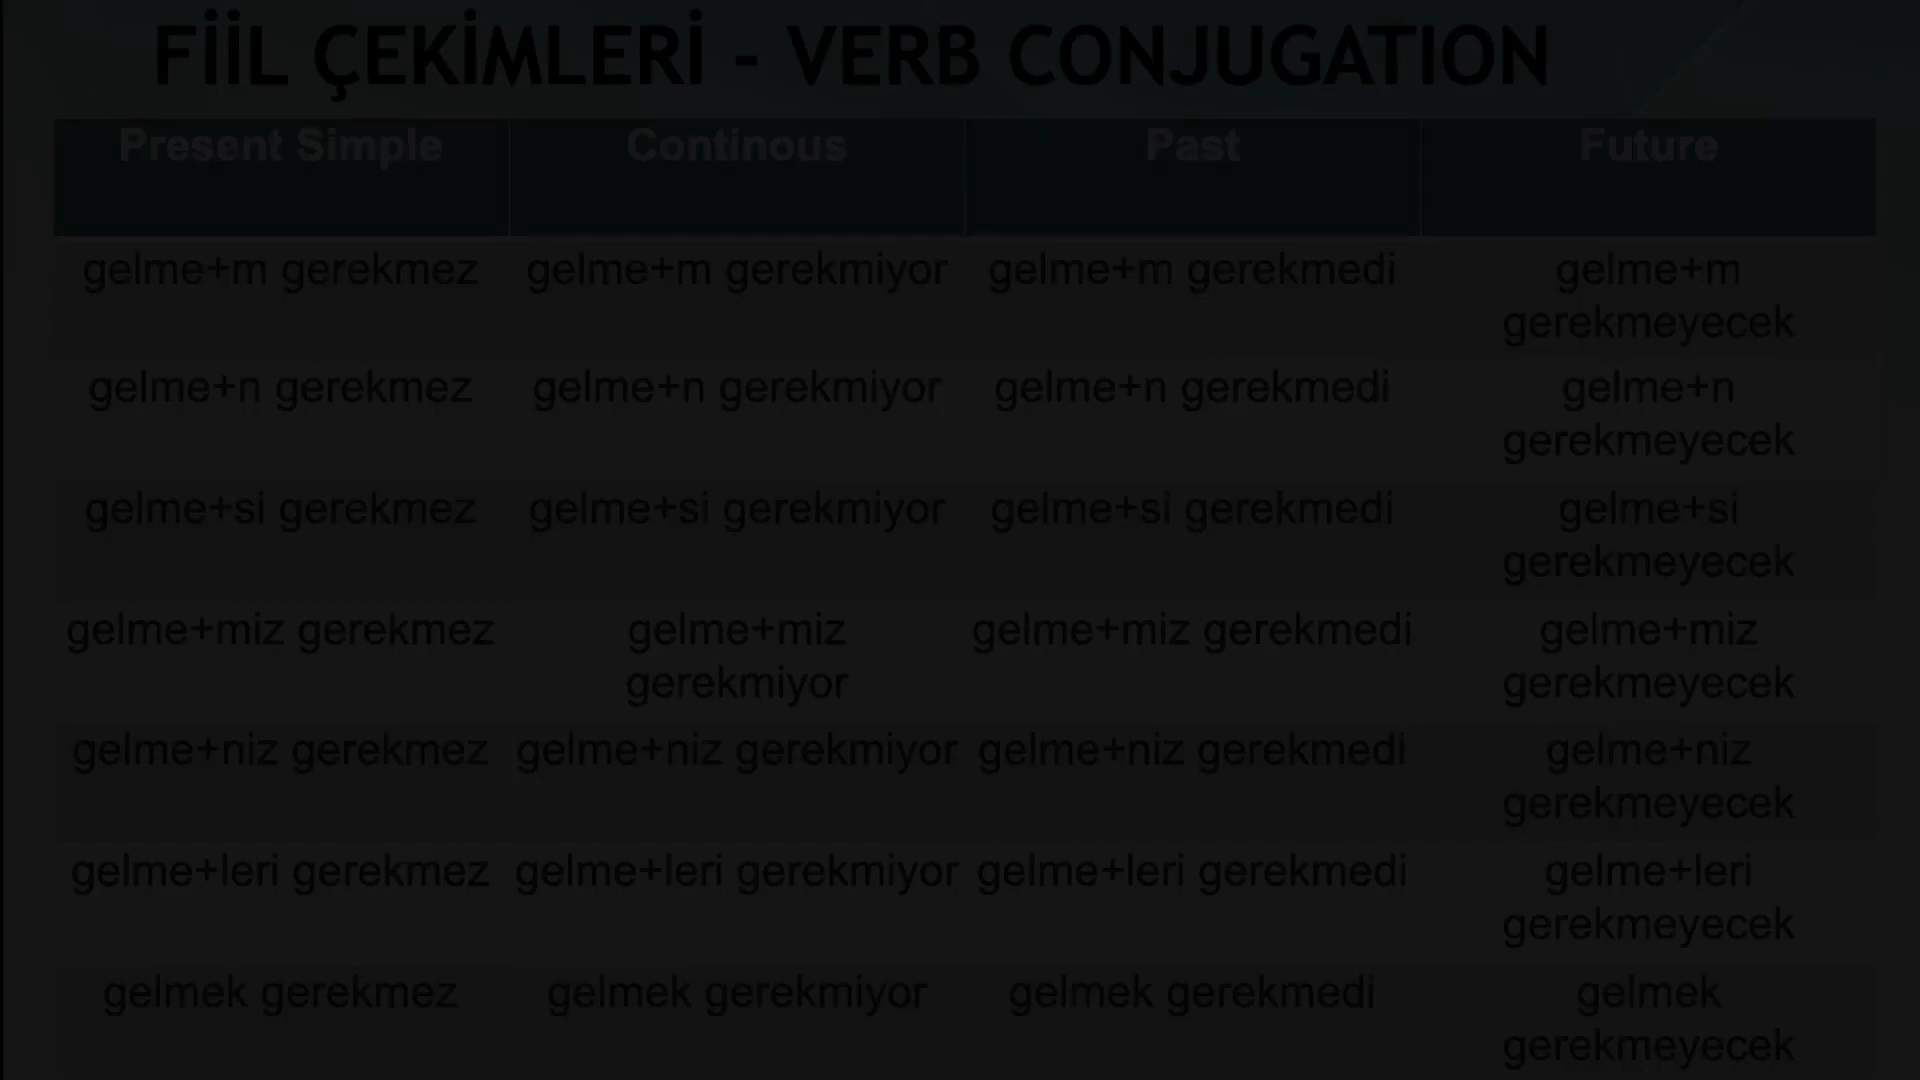 FİİL ÇEKİMLERİ - VERB CONJUGATION
Present Simple Continous Past Future
gelme+m gerekmez gelme+m gerekmiyor gelme+m gerekmedi gelme+m
gerekmeyecek
gelme+n gerekmez gelme+n gerekmiyor gelme+n gerekmedi gelme+n
gerekmeyecek
gelme+si gerekmez gelme+si gerekmiyor gelme+si gerekmedi gelme+si
gerekmeyecek
gelme+miz gerekmez gelme+miz gelme+miz gerekmedi gelme+miz
gerekmiyor gerekmeyecek
gelme+niz gerekmez gelme+niz gerekmiyor gelme+niz gerekmedi gelme+niz
gerekmeyecek
gelme+leri gerekmez gelme+leri gerekmiyor gelme+leri gerekmedi gelme+leri
gerekmeyecek
gelmek gerekmez gelmek gerekmiyor gelmek gerekmedi gelmek
gerekmeyecek